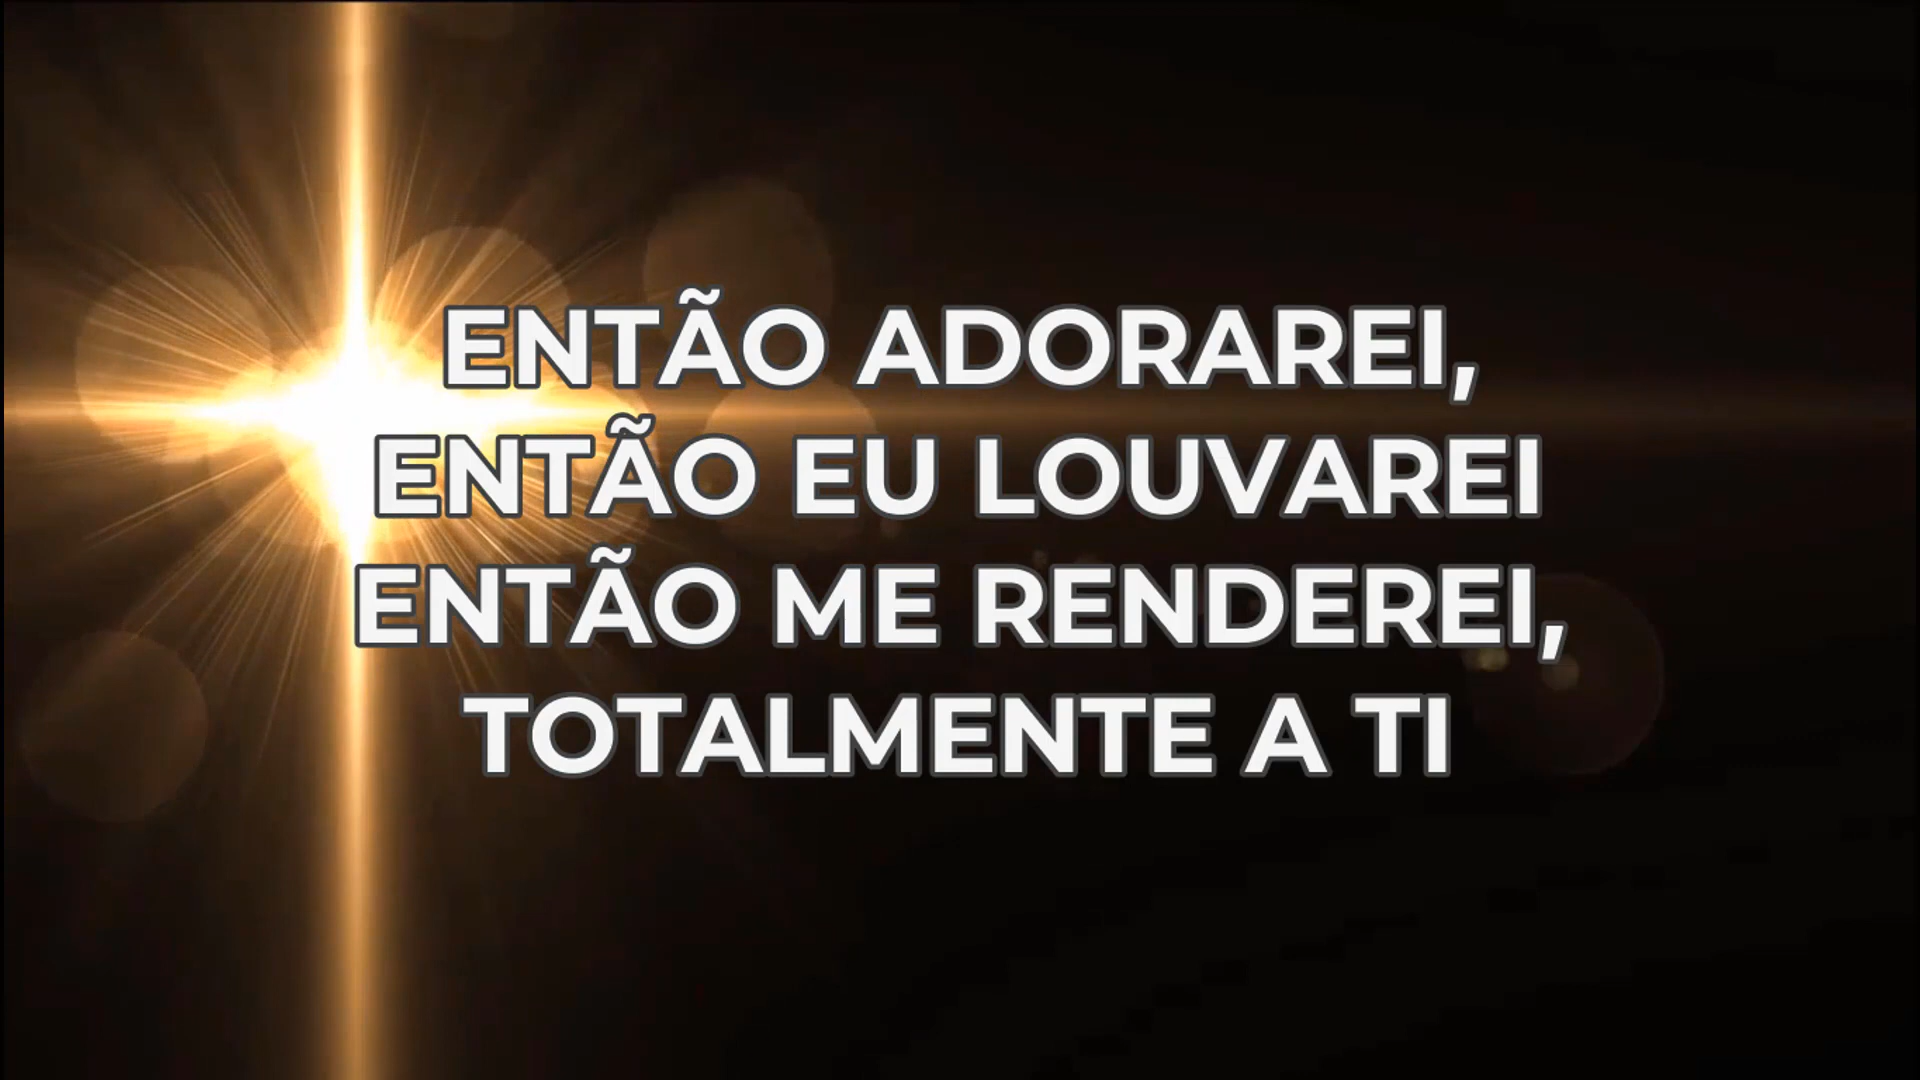 ENTÃO ADORAREI,
ENTÃO EU LOUVAREI
ENTÃO ME RENDEREI,
TOTALMENTE A TI